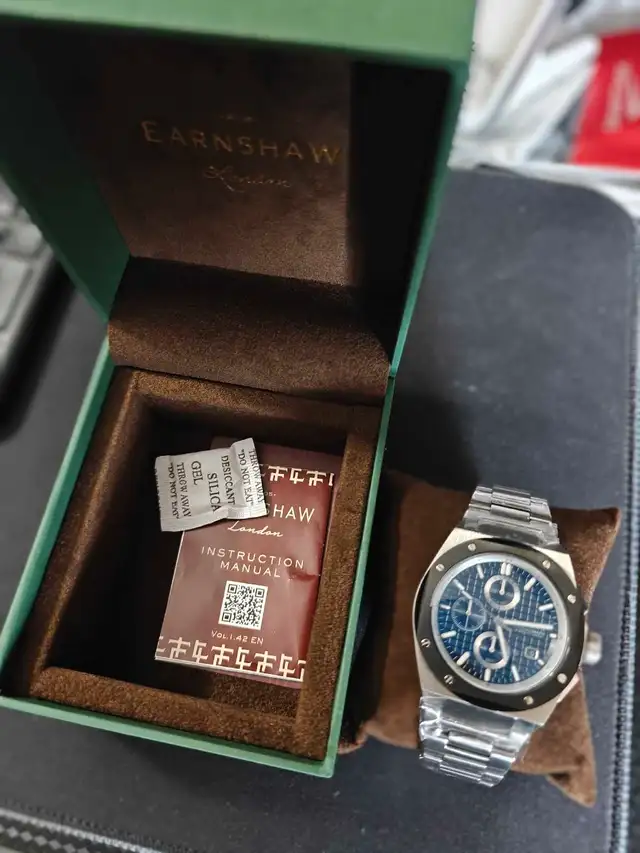 EARNSHAW
London
THROW AWAY
"DO NOT EAT"
DESICCANT
SILICA
GEL
THROW AWAY
"DO NOT EAT"
RNSHAW
London
INSTRUCTION
MANUAL
VOL.1.42 EN
M